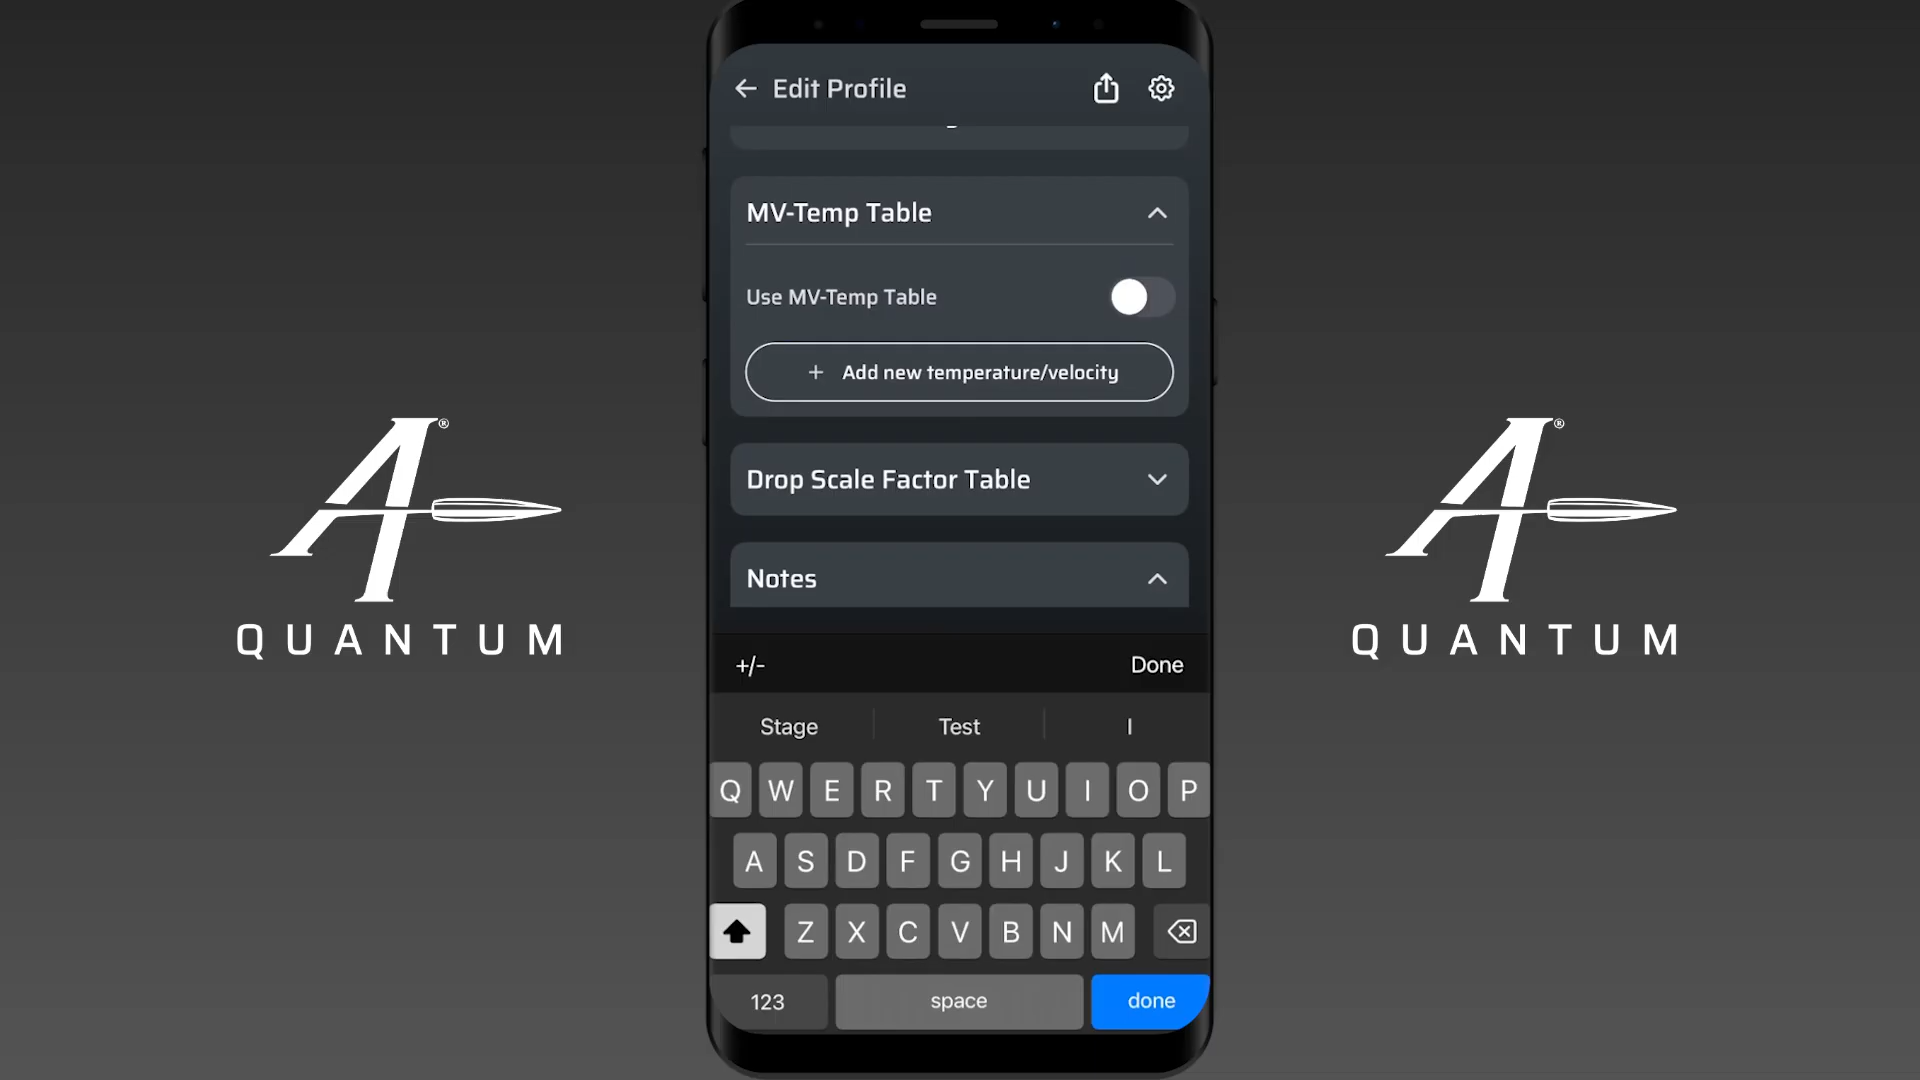 Edit Profile
MV-Temp Table
Use MV-Temp Table
+ Add new temperature/velocity
Drop Scale Factor Table
Notes
+/- Done
Stage Test I
Q W E R T Y U I O P
A S D F G H J K L
Z X C V B N M
123 space done
A®
QUANTUM
A®
QUANTUM